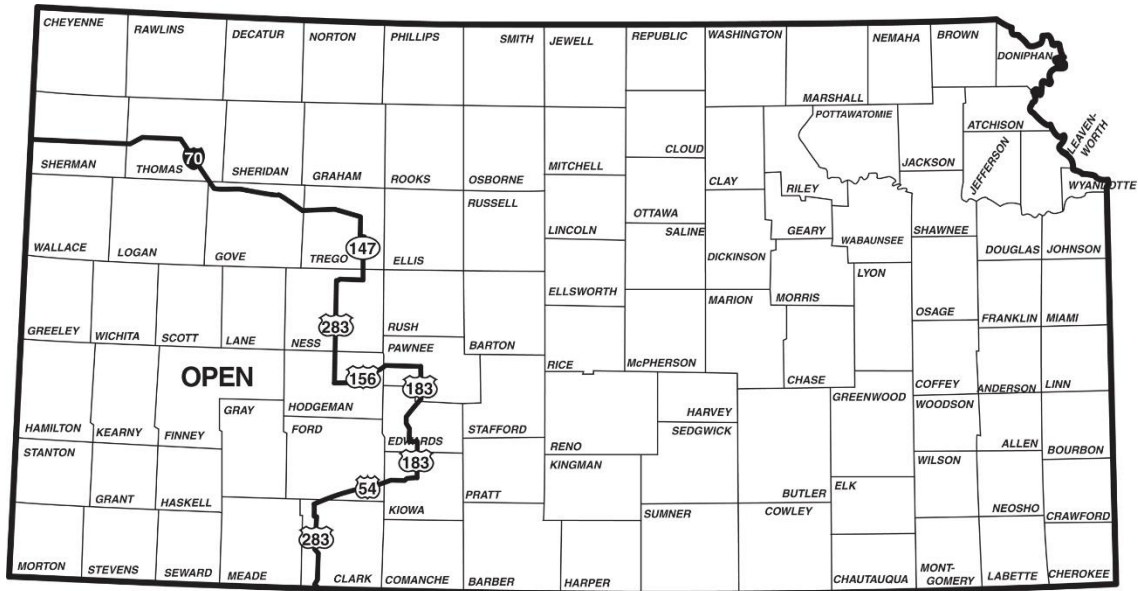 CHEYENNE
RAWLINS
DECATUR
NORTON
PHILLIPS
SMITH
JEWELL
REPUBLIC
WASHINGTON
MARSHALL
NEMAHA
BROWN
DONIPHAN
SHERMAN
THOMAS
70
SHERIDAN
GRAHAM
ROOKS
OSBORNE
MITCHELL
CLOUD
CLAY
RILEY
POTTAWATOMIE
JACKSON
ATCHISON
JEFFERSON
LEAVEN-
WORTH
WYANDOTTE
WALLACE
LOGAN
GOVE
TREGO
147
ELLIS
RUSSELL
LINCOLN
OTTAWA
SALINE
DICKINSON
GEARY
WABAUNSEE
SHAWNEE
DOUGLAS
JOHNSON
GREELEY
WICHITA
SCOTT
LANE
NESS
283
RUSH
BARTON
ELLSWORTH
RICE
McPHERSON
MARION
MORRIS
CHASE
LYON
OSAGE
FRANKLIN
MIAMI
OPEN
156
PAWNEE
183
HAMILTON
KEARNY
FINNEY
GRAY
HODGEMAN
FORD
EDWARDS
STAFFORD
RENO
HARVEY
SEDGWICK
BUTLER
GREENWOOD
COFFEY
ANDERSON
LINN
WOODSON
ALLEN
BOURBON
STANTON
GRANT
HASKELL
54
183
KIOWA
PRATT
KINGMAN
ELK
WILSON
NEOSHO
CRAWFORD
MORTON
STEVENS
SEWARD
MEADE
283
CLARK
COMANCHE
BARBER
HARPER
SUMNER
COWLEY
CHAUTAUQUA
MONT-
GOMERY
LABETTE
CHEROKEE